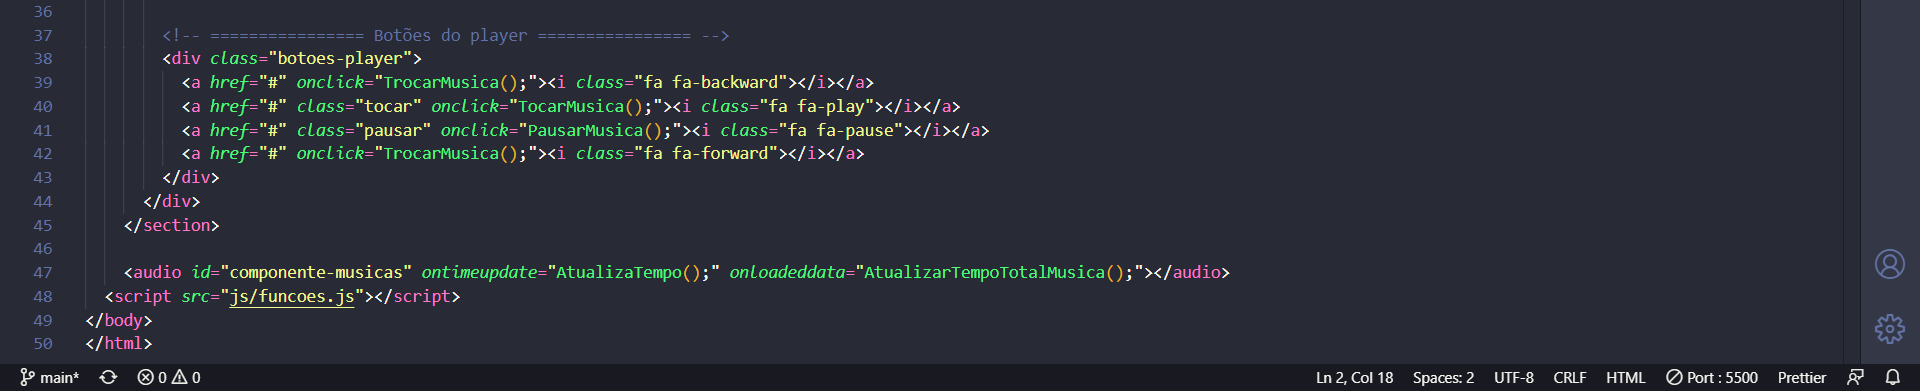 36
37 <!-- ================ Botões do player ================ -->
38 <div class="botoes-player">
39 <a href="#" onclick="TrocarMusica();"><i class="fa fa-backward"></i></a>
40 <a href="#" class="tocar" onclick="TocarMusica();"><i class="fa fa-play"></i></a>
41 <a href="#" class="pausar" onclick="PausarMusica();"><i class="fa fa-pause"></i></a>
42 <a href="#" onclick="TrocarMusica();"><i class="fa fa-forward"></i></a>
43 </div>
44 </div>
45 </section>
46
47 <audio id="componente-musicas" ontimeupdate="AtualizaTempo();" onloadeddata="AtualizarTempoTotalMusica();"></audio>
48 <script src="js/funcoes.js"></script>
49 </body>
50 </html>
main* 0 0 Ln 2, Col 18 Spaces: 2 UTF-8 CRLF HTML Port : 5500 Prettier